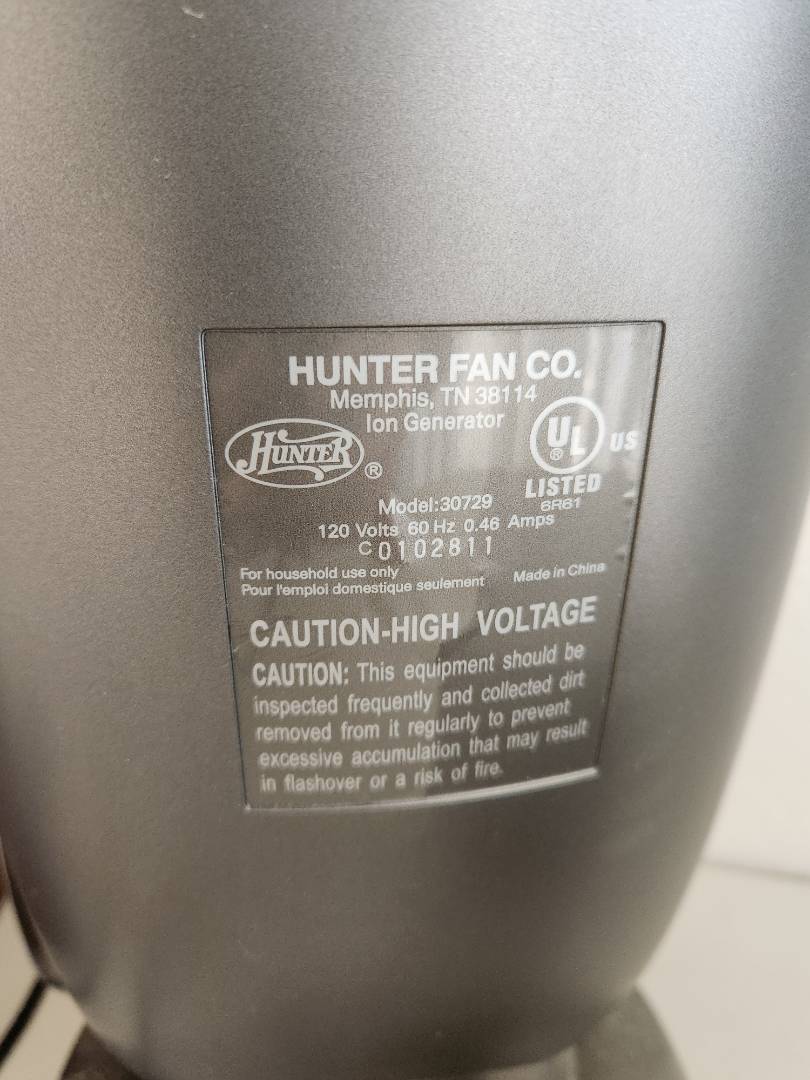 HUNTER FAN CO.
Memphis, TN 38114
Ion Generator
HUNTER ®
UL ® US
LISTED
6R61
Model:30729
120 Volts 60 Hz 0.46 Amps
C0102811
For household use only
Pour l'emploi domestique seulement
Made in China
CAUTION-HIGH VOLTAGE
CAUTION: This equipment should be
inspected frequently and collected dirt
removed from it regularly to prevent
excessive accumulation that may result
in flashover or a risk of fire.